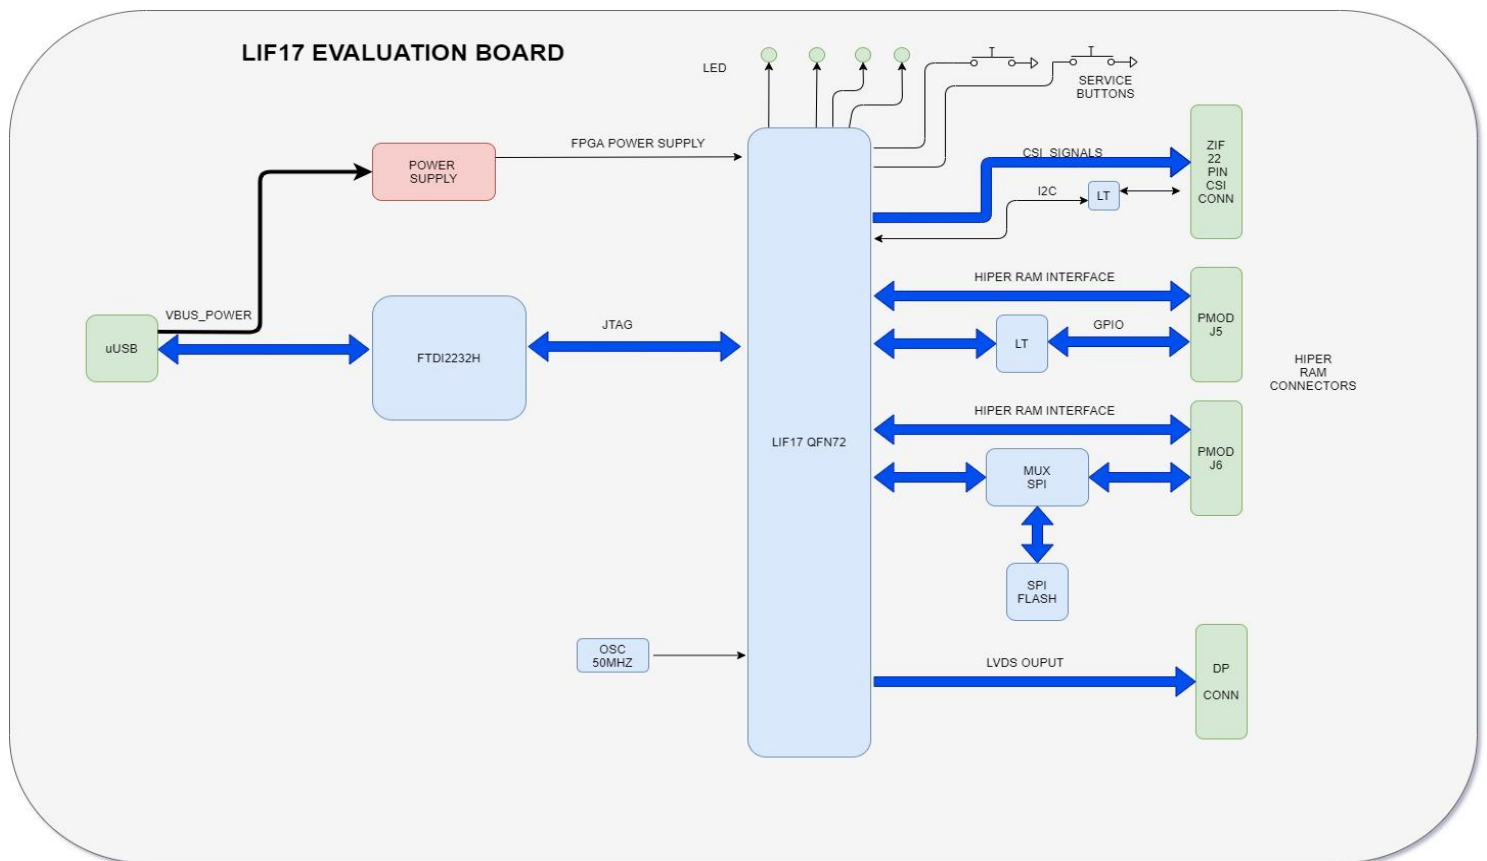 LIF17 EVALUATION BOARD
LED
SERVICE
BUTTONS
FPGA POWER SUPPLY
POWER
SUPPLY
CSI SIGNALS
ZIF
22
PIN
CSI
CONN
I2C
LT
VBUS_POWER
uUSB
FTDI2232H
JTAG
LIF17 QFN72
HIPER RAM INTERFACE
LT
GPIO
PMOD
J5
HIPER
RAM
CONNECTORS
HIPER RAM INTERFACE
MUX
SPI
PMOD
J6
SPI
FLASH
OSC
50MHZ
LVDS OUPUT
DP
CONN